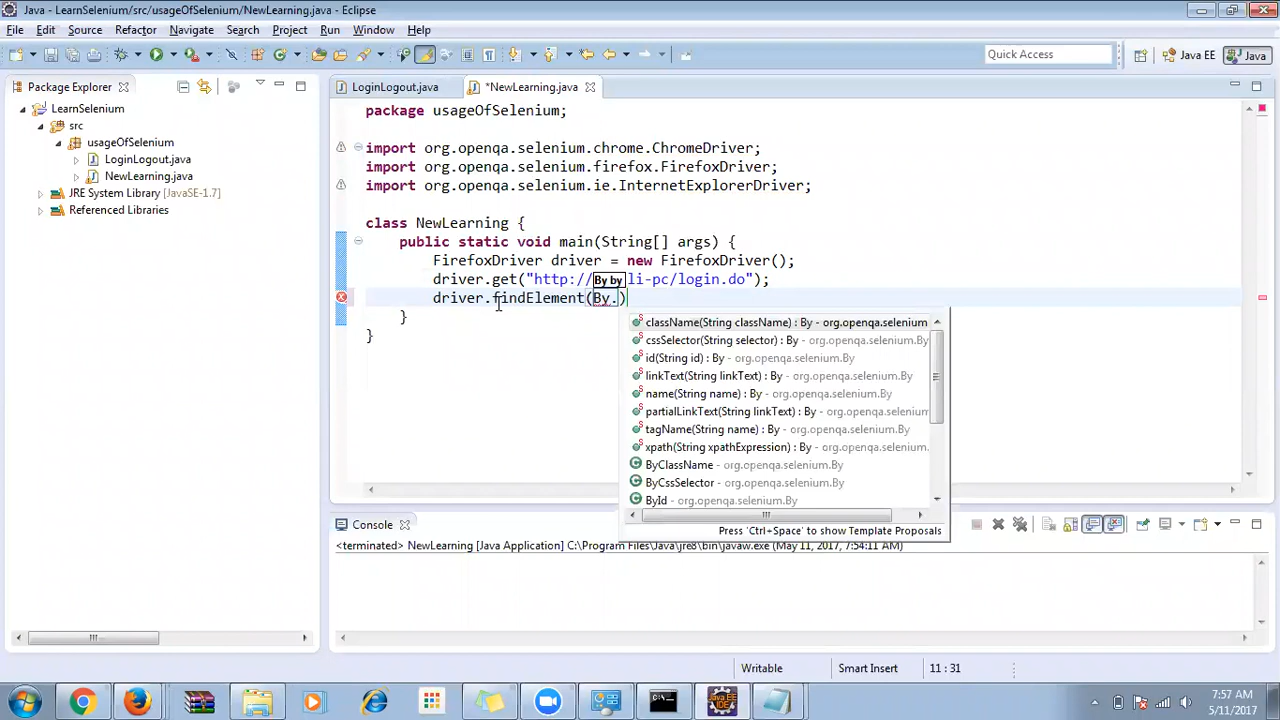 Java - LearnSelenium/src/usageOfSelenium/NewLearning.java - Eclipse
File Edit Source Refactor Navigate Search Project Run Window Help
Quick Access Java EE Java
Package Explorer
LearnSelenium
src
usageOfSelenium
LoginLogout.java
NewLearning.java
JRE System Library [JavaSE-1.7]
Referenced Libraries
LoginLogout.java *NewLearning.java
package usageOfSelenium;
import org.openqa.selenium.chrome.ChromeDriver;
import org.openqa.selenium.firefox.FirefoxDriver;
import org.openqa.selenium.ie.InternetExplorerDriver;
class NewLearning {
public static void main(String[] args) {
FirefoxDriver driver = new FirefoxDriver();
driver.get("http:// li-pc/login.do");
By by
driver.findElement(By.)
}
}
className(String className) : By - org.openqa.selenium
cssSelector(String selector) : By - org.openqa.selenium.By
id(String id) : By - org.openqa.selenium.By
linkText(String linkText) : By - org.openqa.selenium.By
name(String name) : By - org.openqa.selenium.By
partialLinkText(String linkText) : By - org.openqa.selenium
tagName(String name) : By - org.openqa.selenium.By
xpath(String xpathExpression) : By - org.openqa.selenium.
ByClassName - org.openqa.selenium.By
ByCssSelector - org.openqa.selenium.By
ById - org.openqa.selenium.By
Press 'Ctrl+Space' to show Template Proposals
Console
<terminated> NewLearning [Java Application] C:\Program Files\Java\jre8\bin\javaw.exe (May 11, 2017, 7:54:11 AM)
Writable Smart Insert 11 : 31
Java EE IDE
7:57 AM
5/11/2017